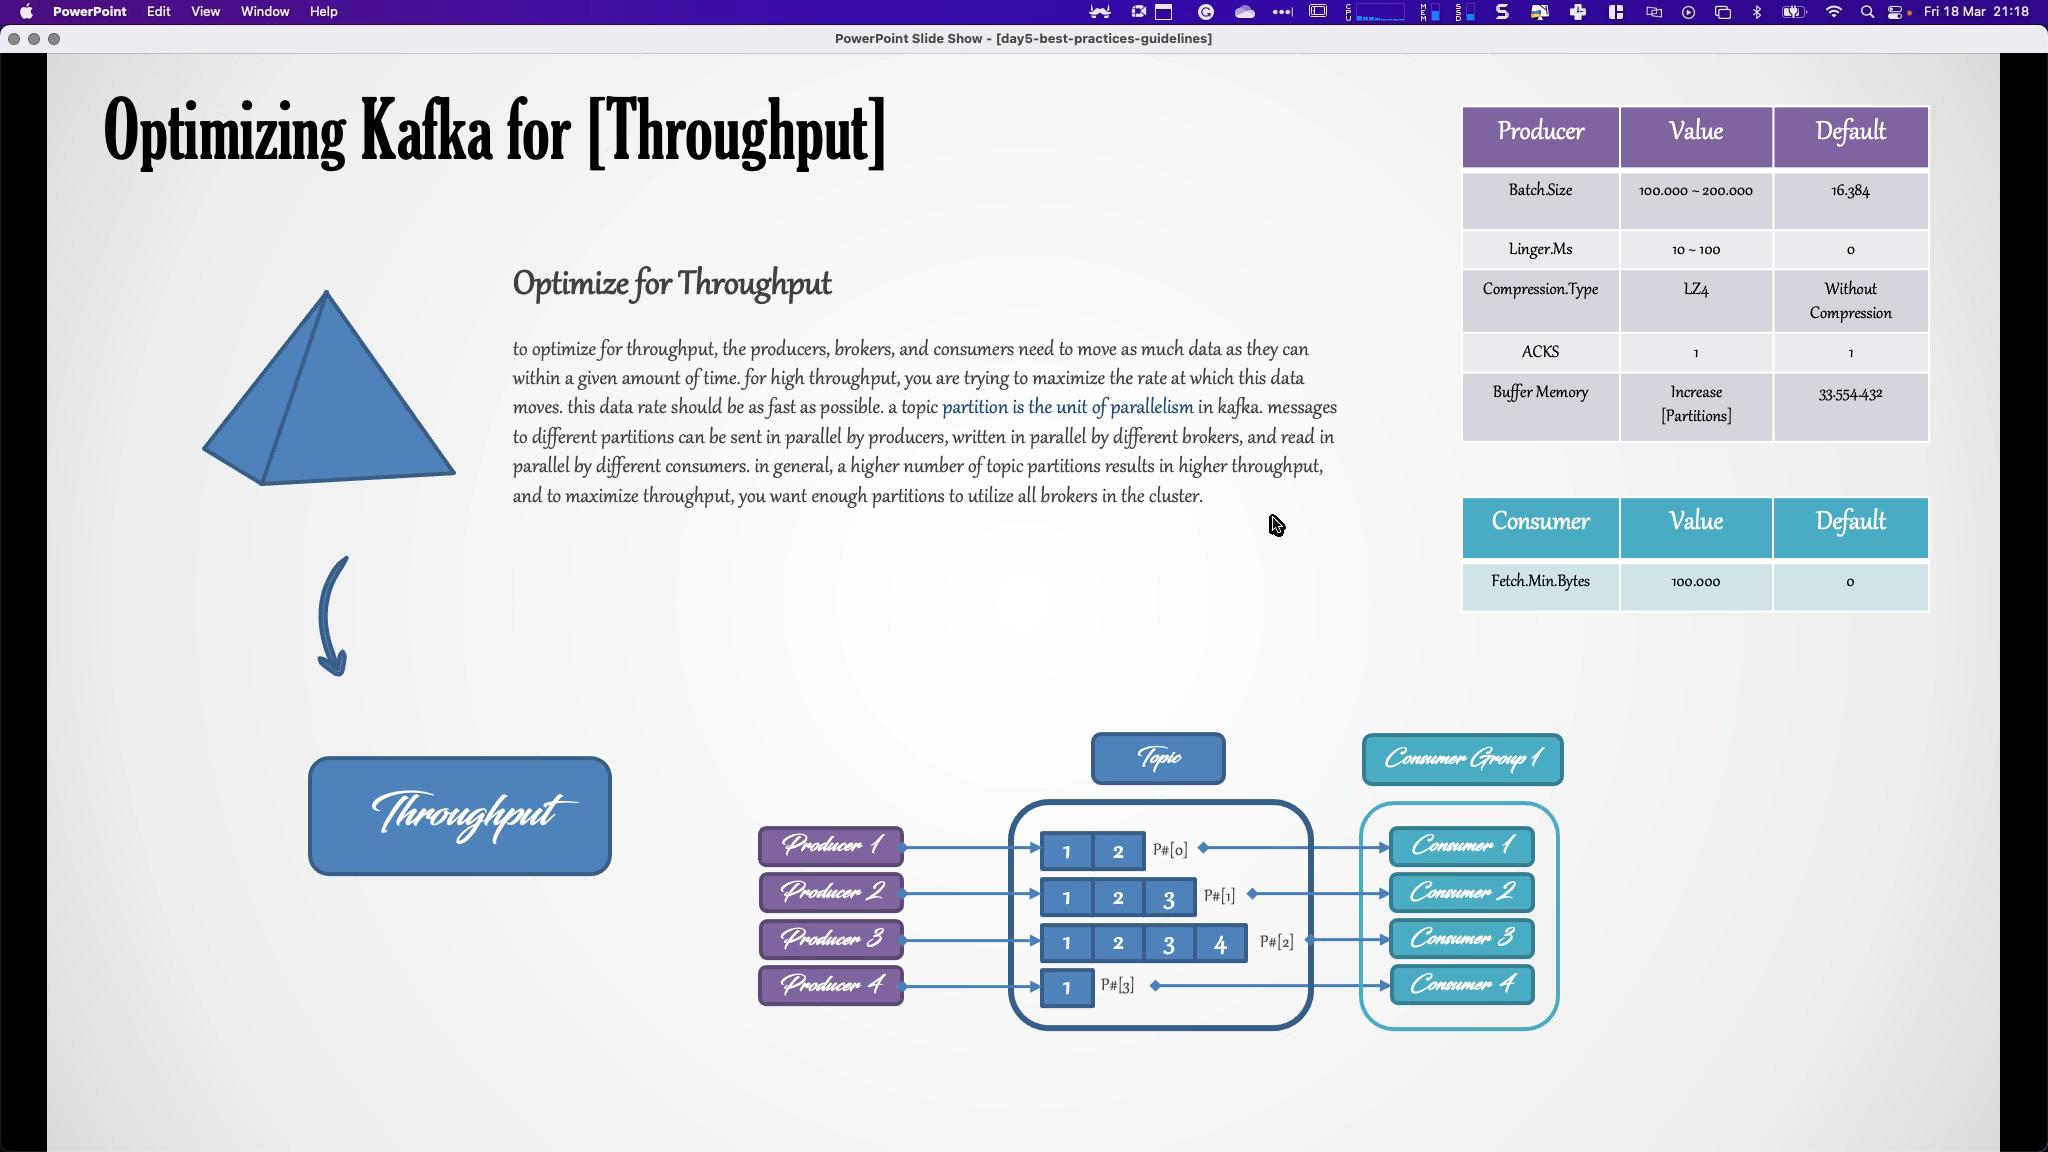 PowerPoint Edit View Window Help
Fri 18 Mar 21:18
PowerPoint Slide Show - [day5-best-practices-guidelines]
Optimizing Kafka for [Throughput]
Optimize for Throughput
to optimize for throughput, the producers, brokers, and consumers need to move as much data as they can
within a given amount of time. for high throughput, you are trying to maximize the rate at which this data
moves. this data rate should be as fast as possible. a topic partition is the unit of parallelism in kafka. messages
to different partitions can be sent in parallel by producers, written in parallel by different brokers, and read in
parallel by different consumers. in general, a higher number of topic partitions results in higher throughput,
and to maximize throughput, you want enough partitions to utilize all brokers in the cluster.
Producer Value Default
Batch.Size 100.000 ~ 200.000 16.384
Linger.Ms 10 ~ 100 0
Compression.Type LZ4 Without
Compression
ACKS 1 1
Buffer Memory Increase 33.554.432
[Partitions]
Consumer Value Default
Fetch.Min.Bytes 100.000 0
Throughput
Topic
Consumer Group 1
Producer 1 1 2 P#[0] Consumer 1
Producer 2 1 2 3 P#[1] Consumer 2
Producer 3 1 2 3 4 P#[2] Consumer 3
Producer 4 1 P#[3] Consumer 4